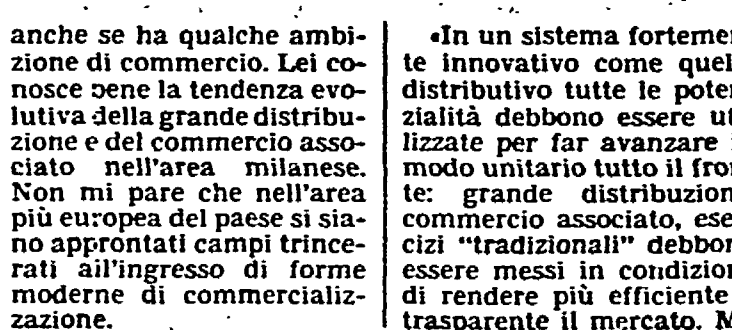 anche se ha qualche ambi-
zione di commercio. Lei co-
nosce bene la tendenza evo-
lutiva della grande distribu-
zione e del commercio asso-
ciato nell'area milanese.
Non mi pare che nell'area
più europea del paese si sia-
no approntati campi trince-
rati all'ingresso di forme
moderne di commercializ-
zazione.
«In un sistema fortemen
te innovativo come quel
distributivo tutte le poten
zialità debbono essere ut
lizzate per far avanzare i
modo unitario tutto il fron
te: grande distribuzion
commercio associato, eser
cizi "tradizionali" debbon
essere messi in condizion
di rendere più efficiente
trasparente il mercato. M